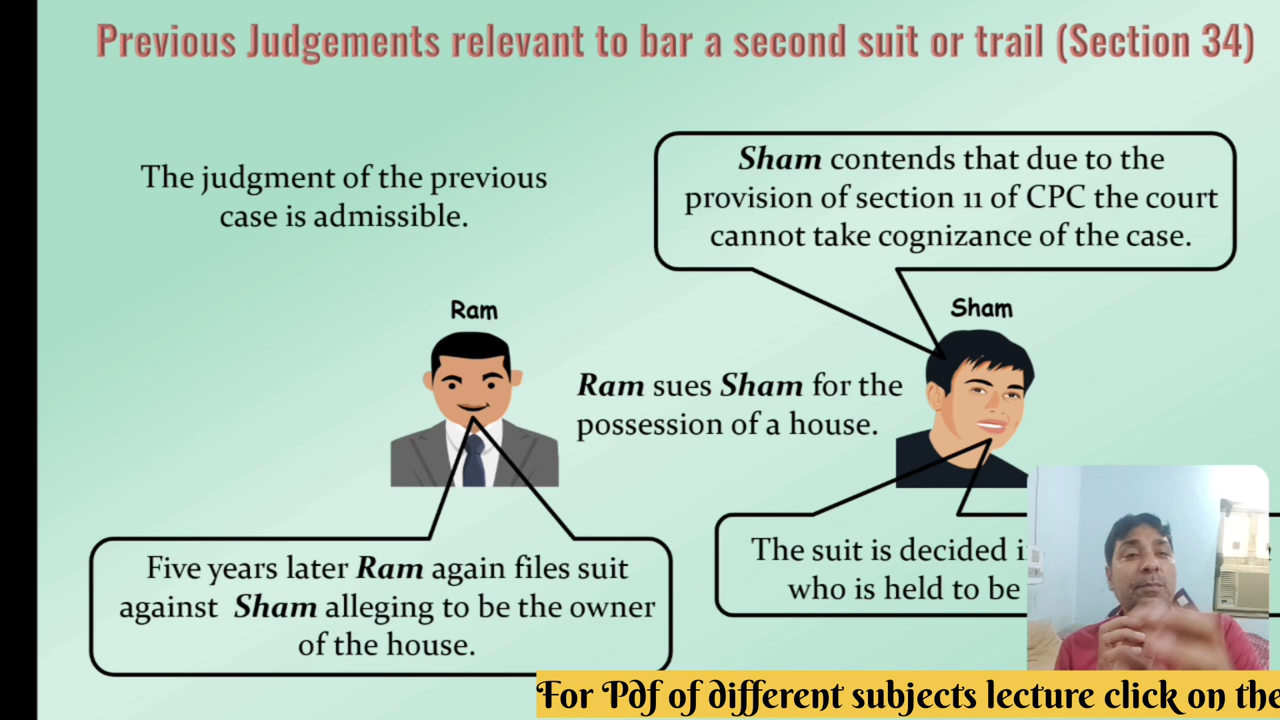 Previous Judgements relevant to bar a second suit or trail (Section 34)
The judgment of the previous
case is admissible.
Sham contends that due to the
provision of section 11 of CPC the court
cannot take cognizance of the case.
Ram
Sham
Ram sues Sham for the
possession of a house.
Five years later Ram again files suit
against Sham alleging to be the owner
of the house.
The suit is decided
who is held to be
For Pdf of different subjects lecture click on the